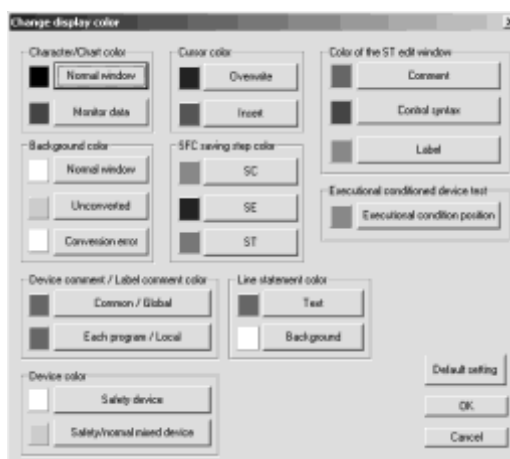 Change display color
Character/Chart color
Normal window
Monitor data
Cursor color
Overwrite
Insert
Color of the ST edit window
Comment
Control syntax
Label
Background color
Normal window
Unconverted
Conversion error
SFC saving step color
SC
SE
ST
Executional conditioned device test
Executional condition position
Device comment / Label comment color
Common / Global
Each program / Local
Line statement color
Text
Background
Device color
Safety device
Safety/normal mixed device
Default setting
OK
Cancel